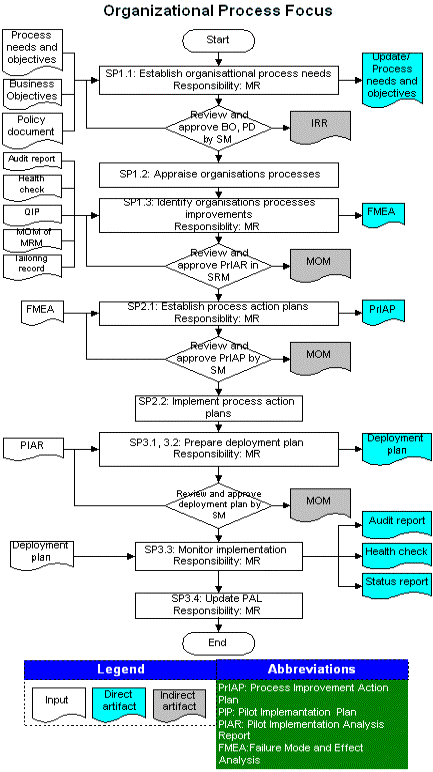 Organizational Process Focus
Start
Process
needs and
objectives
Business
Objectives
Policy
document
SP1.1: Establish organisattional process needs
Responsibility: MR
Update/
Process
needs and
objectives
Review and
approve BO, PD
by SM
IRR
Audit report
Health
check
QIP
MOM of
MRM
Tailoring
record
SP1.2: Appraise organisations processes
SP1.3: Identify organisations processes
improvements
Responsiblity: MR
FMEA
Review and
approve PrIAR in
SRM
MOM
FMEA
SP2.1: Establish process action plans
Responsibility: MR
PrIAP
Review and
approve PrIAP by
SM
MOM
SP2.2: Implement process action
plans
PIAR
SP3.1, 3.2: Prepare deployment plan
Responsibility: MR
Deployment
plan
Review and approve
deployment plan by
SM
MOM
Audit report
Deployment
plan
SP3.3: Monitor implementation
Responsibility: MR
Health check
Status report
SP3.4: Update PAL
Responsibility: MR
End
Legend
Input
Direct
artifact
Indirect
artifact
Abbreviations
PrIAP: Process Improvement Action
Plan
PIP: Pilot Implemantation Plan
PIAR: Pilot Implementation Analysis
Report
FMEA:Failure Mode and Effect
Analysis